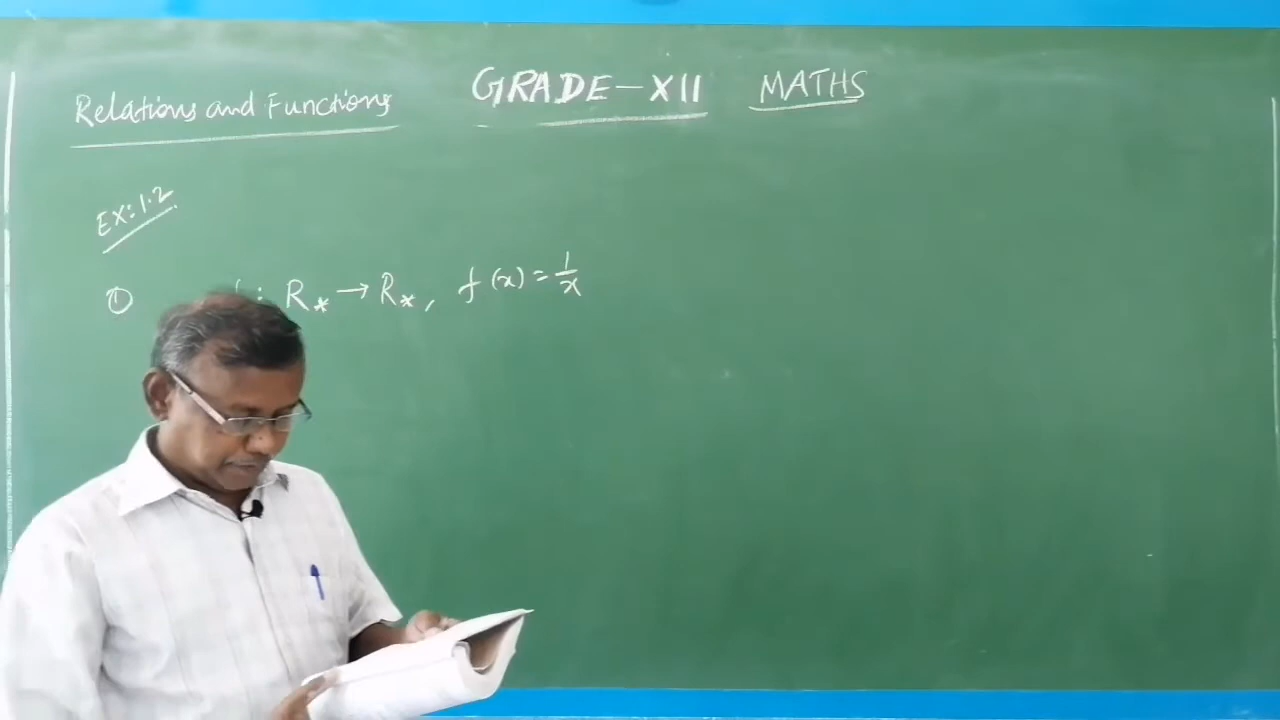 GRADE-XII MATHS
Relations and Functions
EX: 1.2
① : R* → R*, f(x) = 1/x